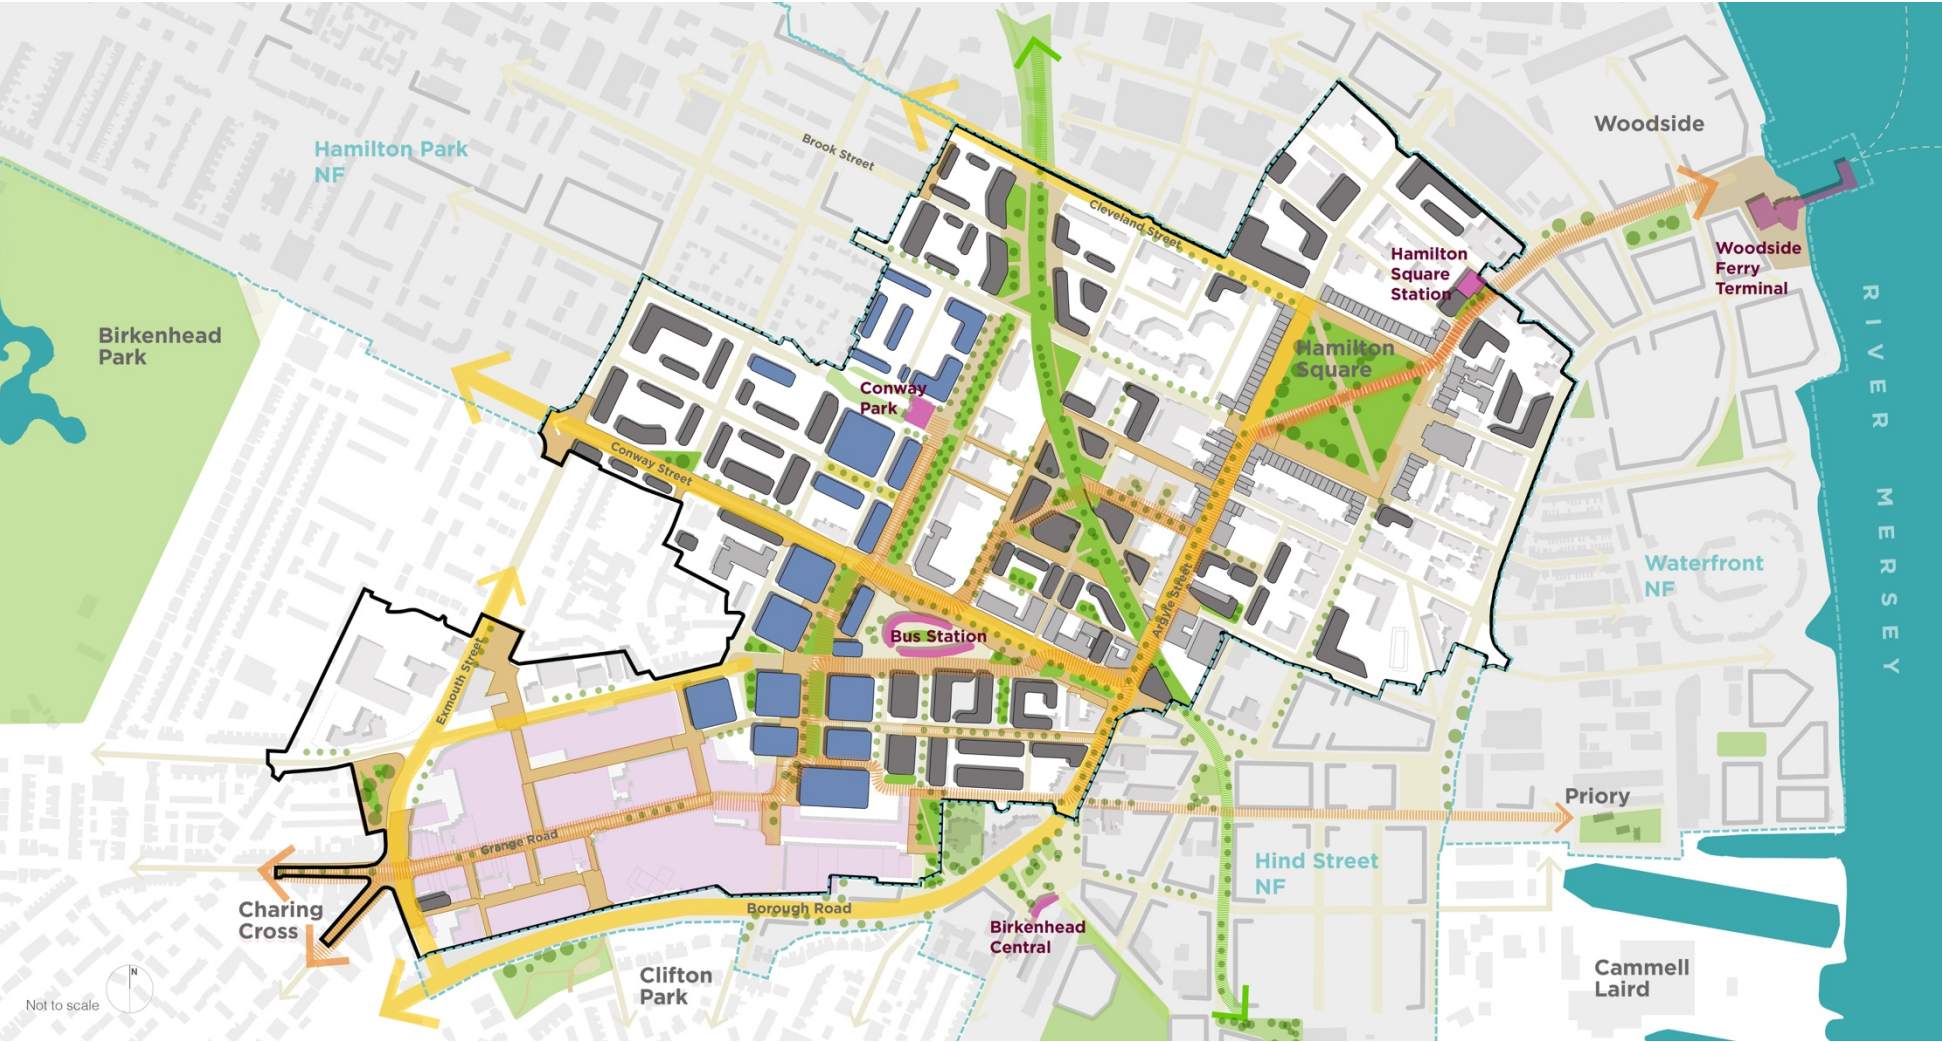 Woodside
Brook Street
Hamilton Park
NF
Cleveland Street
Hamilton
Square
Station
Woodside
Ferry
Terminal
RIVER MERSEY
Birkenhead
Park
Hamilton
Square
Conway
Park
Conway Street
Waterfront
NF
Argyle Street
Bus Station
Exmouth Street
Priory
Grange Road
Hind Street
NF
Charing
Cross
Borough Road
Birkenhead
Central
Clifton
Park
Cammell
Laird
N
Not to scale